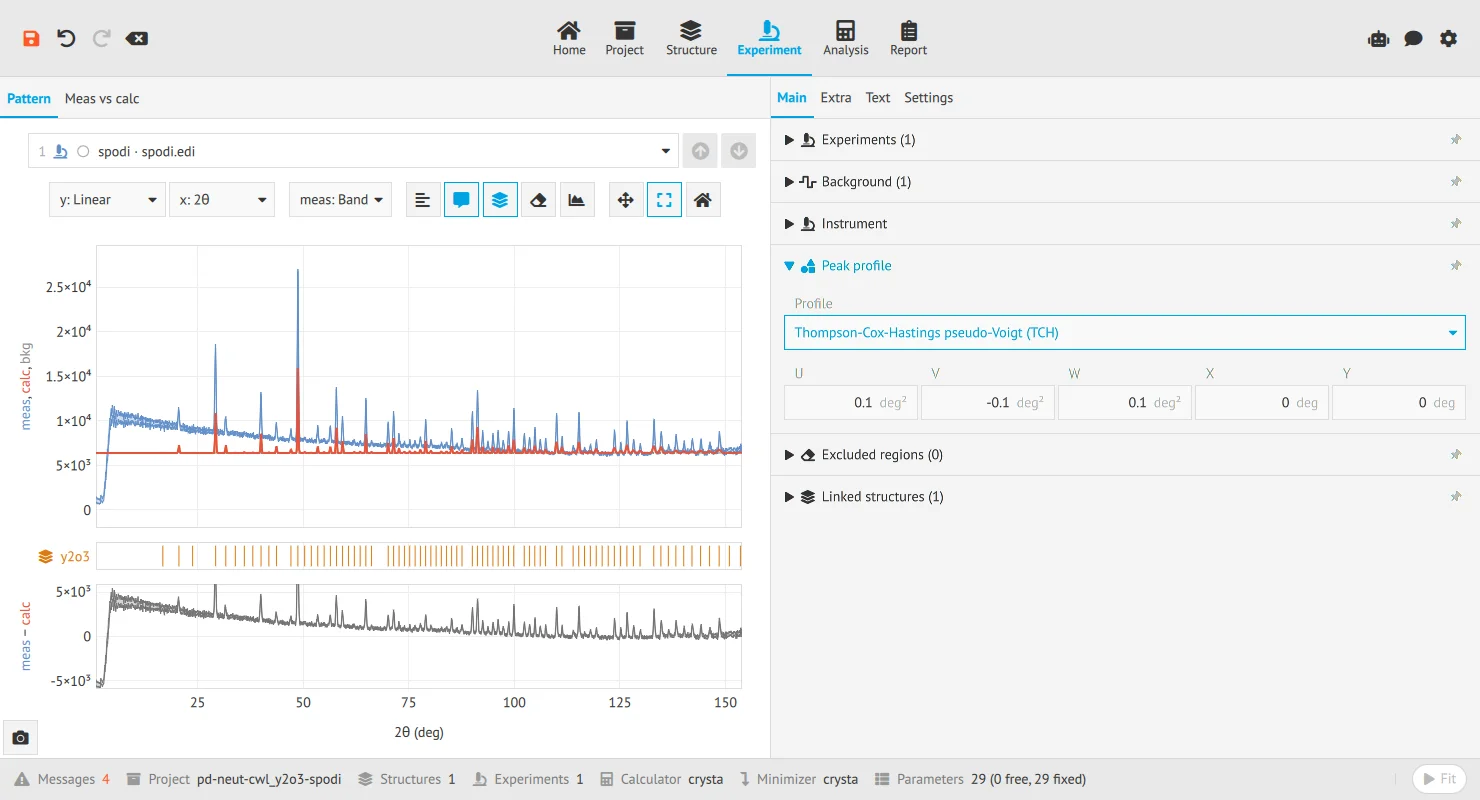 Home
Project
Structure
Experiment
Analysis
Report
Pattern
Meas vs calc
1 spodi · spodi.edi
y: Linear
x: 2θ
meas: Band
2.5×10⁴
2×10⁴
1.5×10⁴
1×10⁴
5×10³
0
meas, calc, bkg
y2o3
5×10³
0
-5×10³
meas − calc
25
50
75
100
125
150
2θ (deg)
Main
Extra
Text
Settings
Experiments (1)
Background (1)
Instrument
Peak profile
Profile
Thompson-Cox-Hastings pseudo-Voigt (TCH)
U
V
W
X
Y
0.1 deg²
-0.1 deg²
0.1 deg²
0 deg
0 deg
Excluded regions (0)
Linked structures (1)
Messages 4
Project pd-neut-cwl_y2o3-spodi
Structures 1
Experiments 1
Calculator crysta
Minimizer crysta
Parameters 29 (0 free, 29 fixed)
Fit